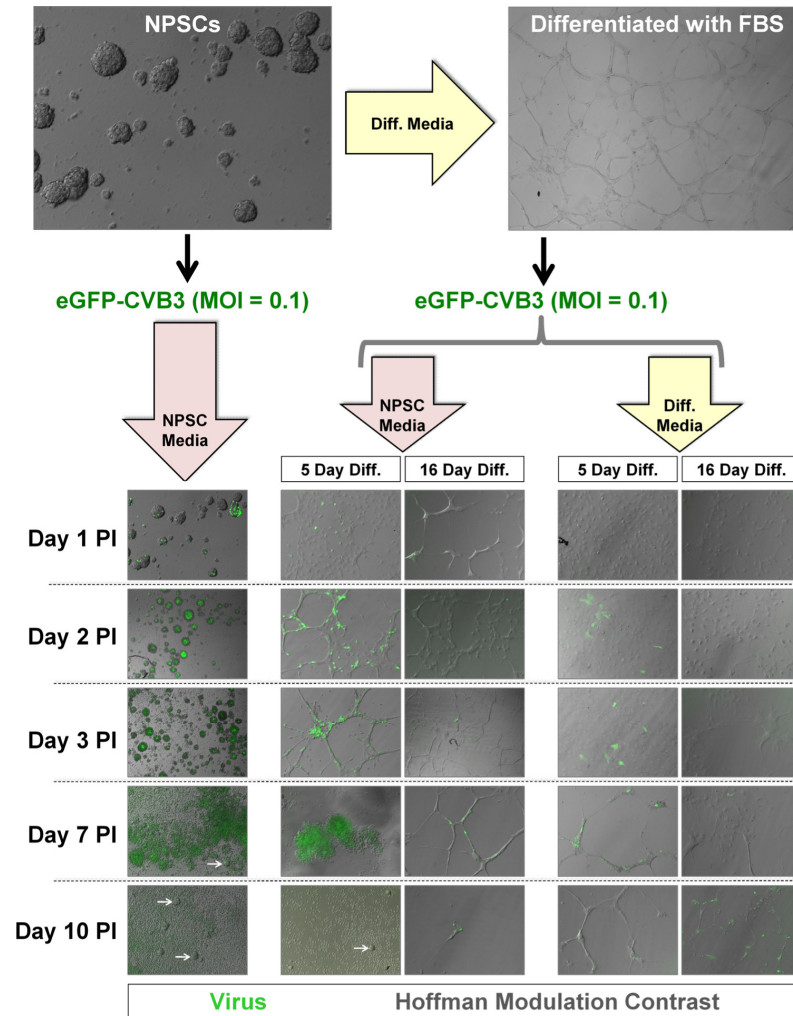 NPSCs
Differentiated with FBS
Diff. Media
eGFP-CVB3 (MOI = 0.1)
eGFP-CVB3 (MOI = 0.1)
NPSC
Media
NPSC
Media
Diff.
Media
5 Day Diff.
16 Day Diff.
5 Day Diff.
16 Day Diff.
Day 1 PI
Day 2 PI
Day 3 PI
Day 7 PI
Day 10 PI
Virus
Hoffman Modulation Contrast